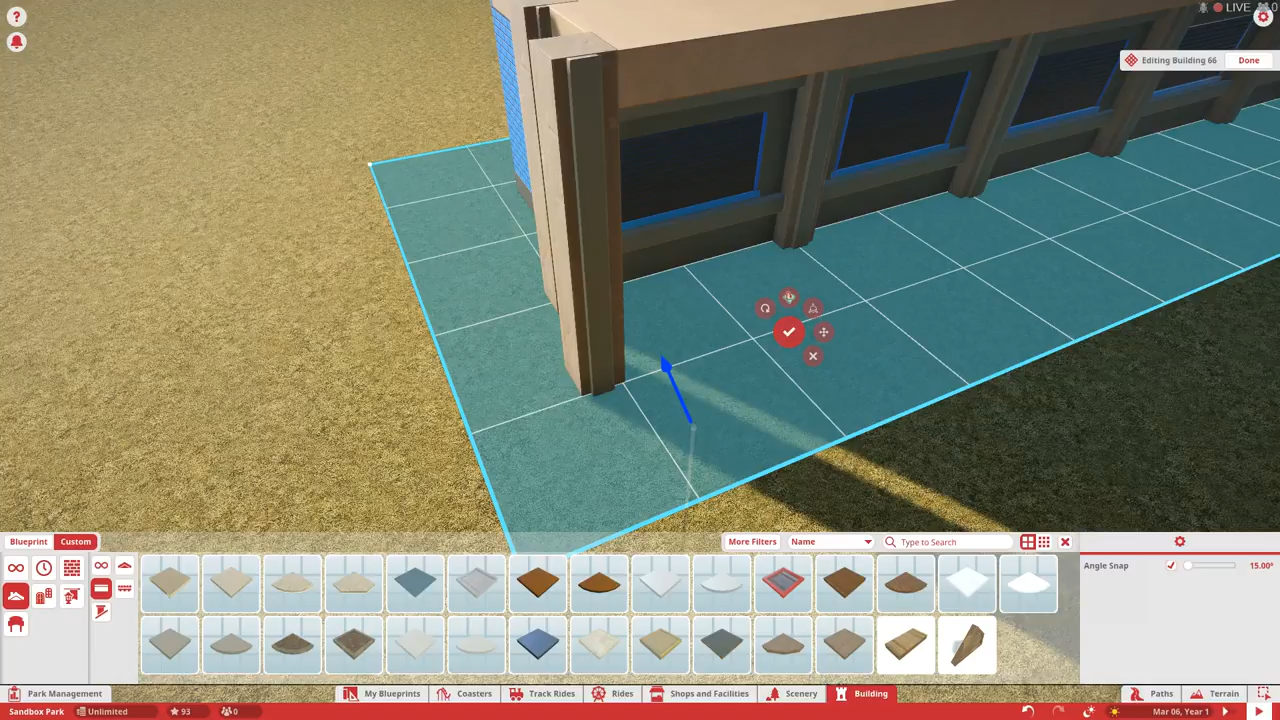 ?
LIVE 0
Editing Building 66 Done
Blueprint Custom More Filters Name Type to Search
Angle Snap 15.00°
Park Management My Blueprints Coasters Track Rides Rides Shops and Facilities Scenery Building Paths Terrain
Sandbox Park Unlimited 93 0 Mar 06, Year 1